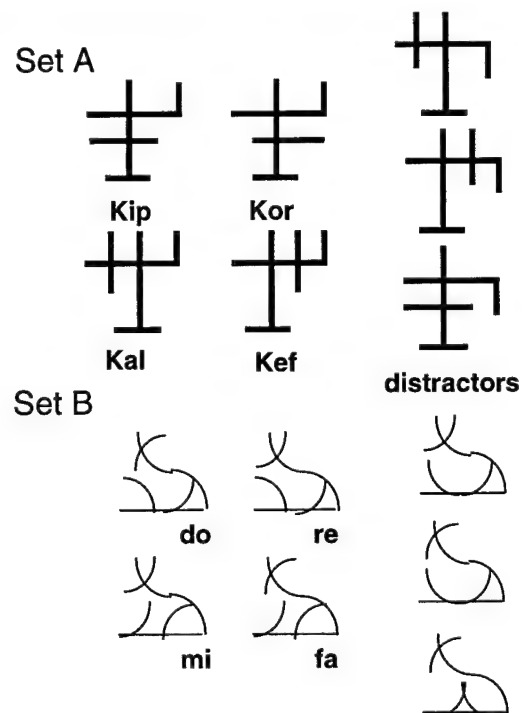 Set A
Kip Kor
Kal Kef
distractors
Set B
do re
mi fa